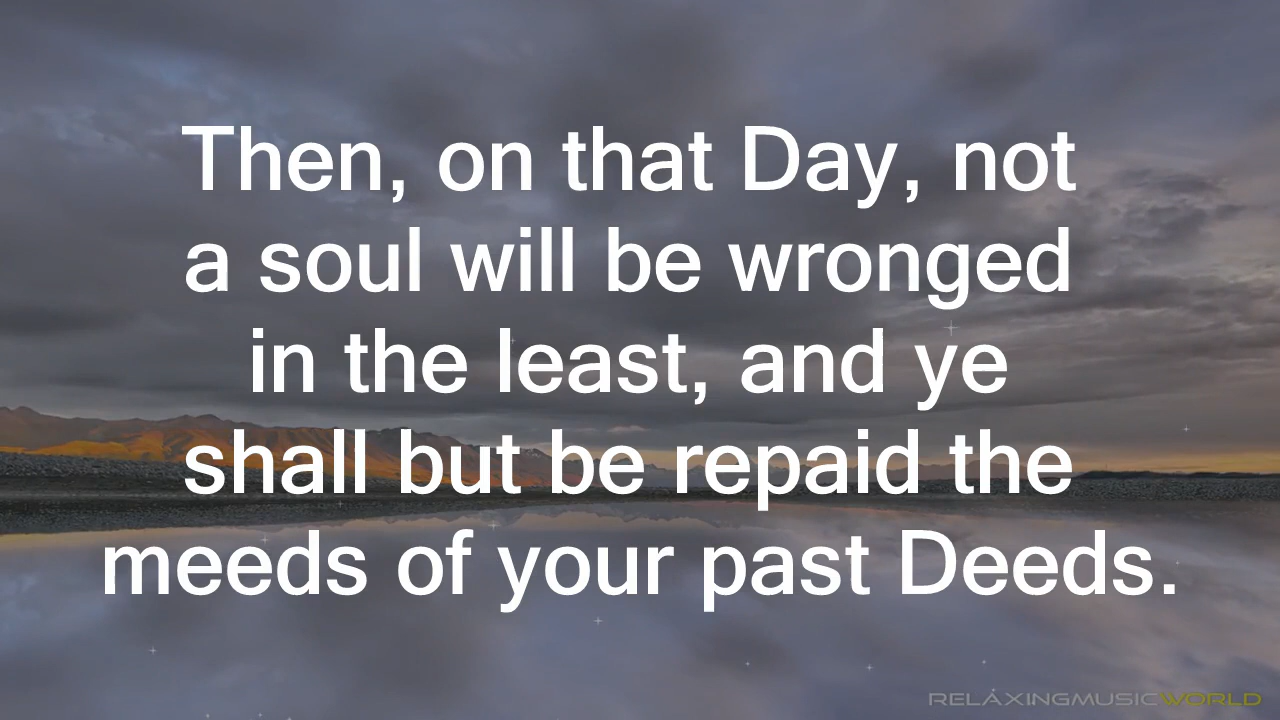 Then, on that Day, not
a soul will be wronged
in the least, and ye
shall but be repaid the
meeds of your past Deeds.
RELÁXINGMUSICWORLD